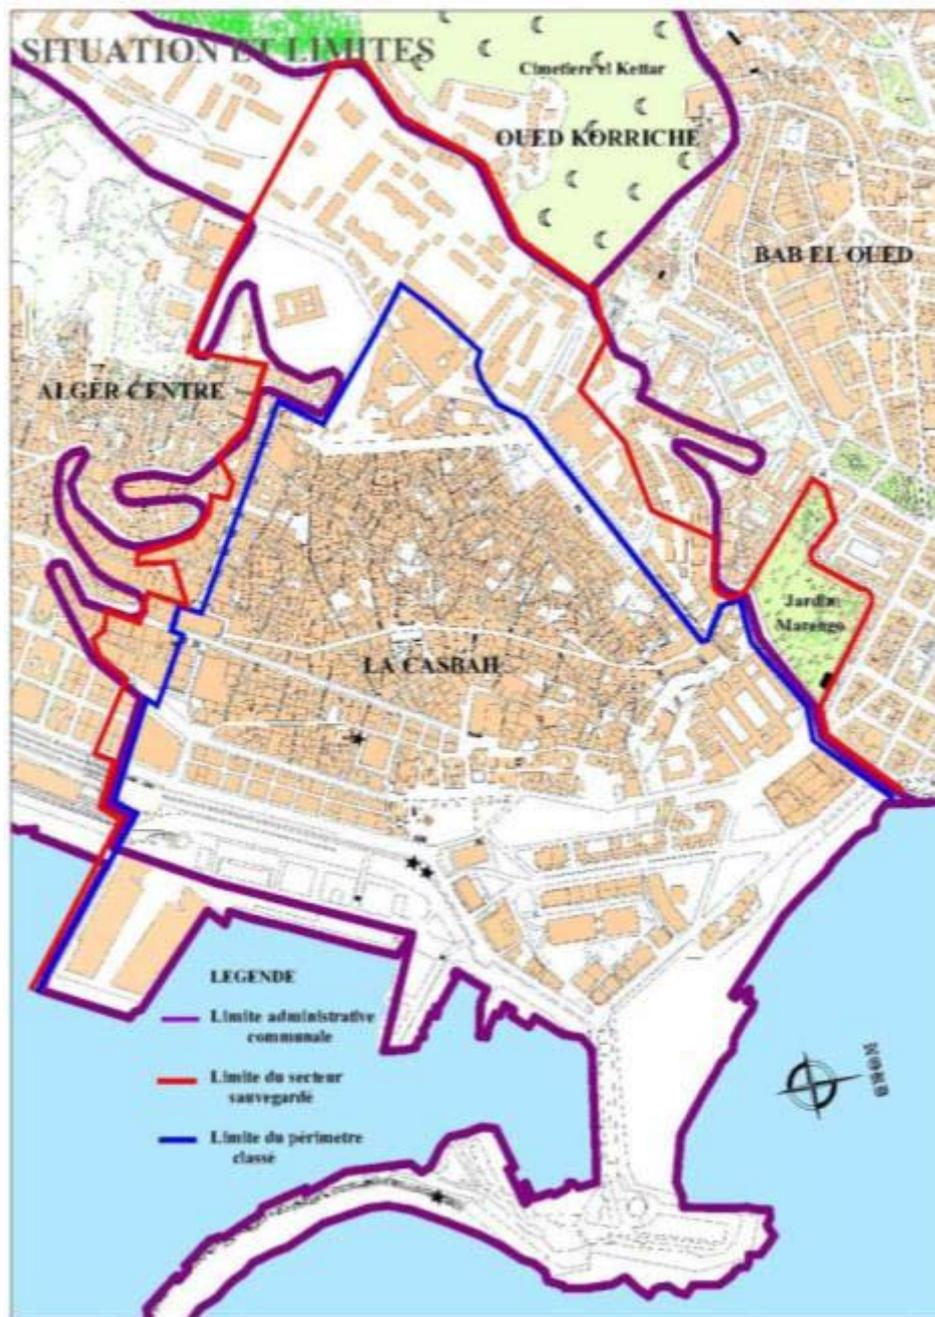 SITUATION ET LIMITES
Cimetiere el Kettar
OUED KORRICHE
BAB EL OUED
ALGER CENTRE
Jardin
Marengo
LA CASBAH
LEGENDE
Limite administrative
communale
Limite du secteur
sauvegardé
Limite du périmetre
classé
NORD